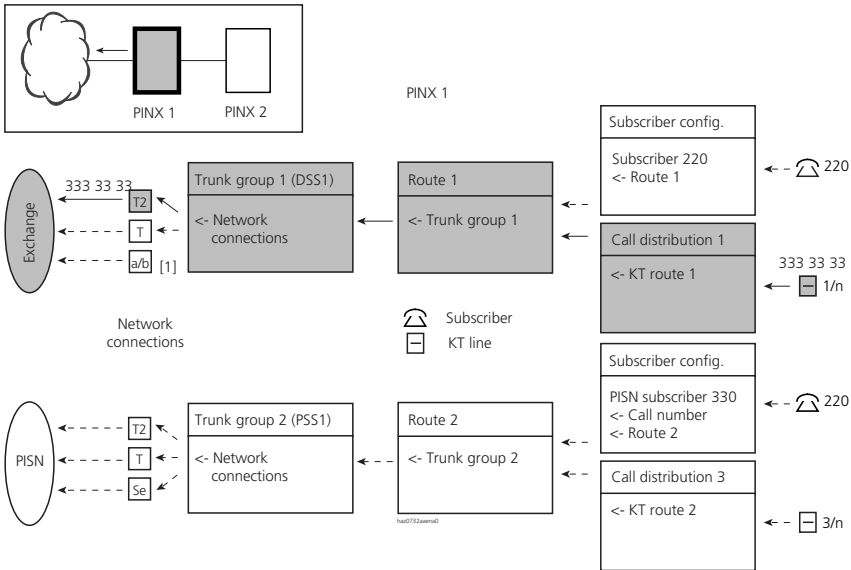 PINX 1
PINX 2
PINX 1
Subscriber config.
Subscriber 220
<- Route 1
220
333 33 33
Trunk group 1 (DSS1)
Route 1
Exchange
T2
<- Network
connections
<- Trunk group 1
T
a/b
[1]
Call distribution 1
<- KT route 1
333 33 33
1/n
Network
connections
Subscriber
KT line
Subscriber config.
PISN subscriber 330
<- Call number
<- Route 2
220
Trunk group 2 (PSS1)
Route 2
PISN
T2
T
Se
<- Network
connections
<- Trunk group 2
Call distribution 3
<- KT route 2
3/n
haz0732aaena0